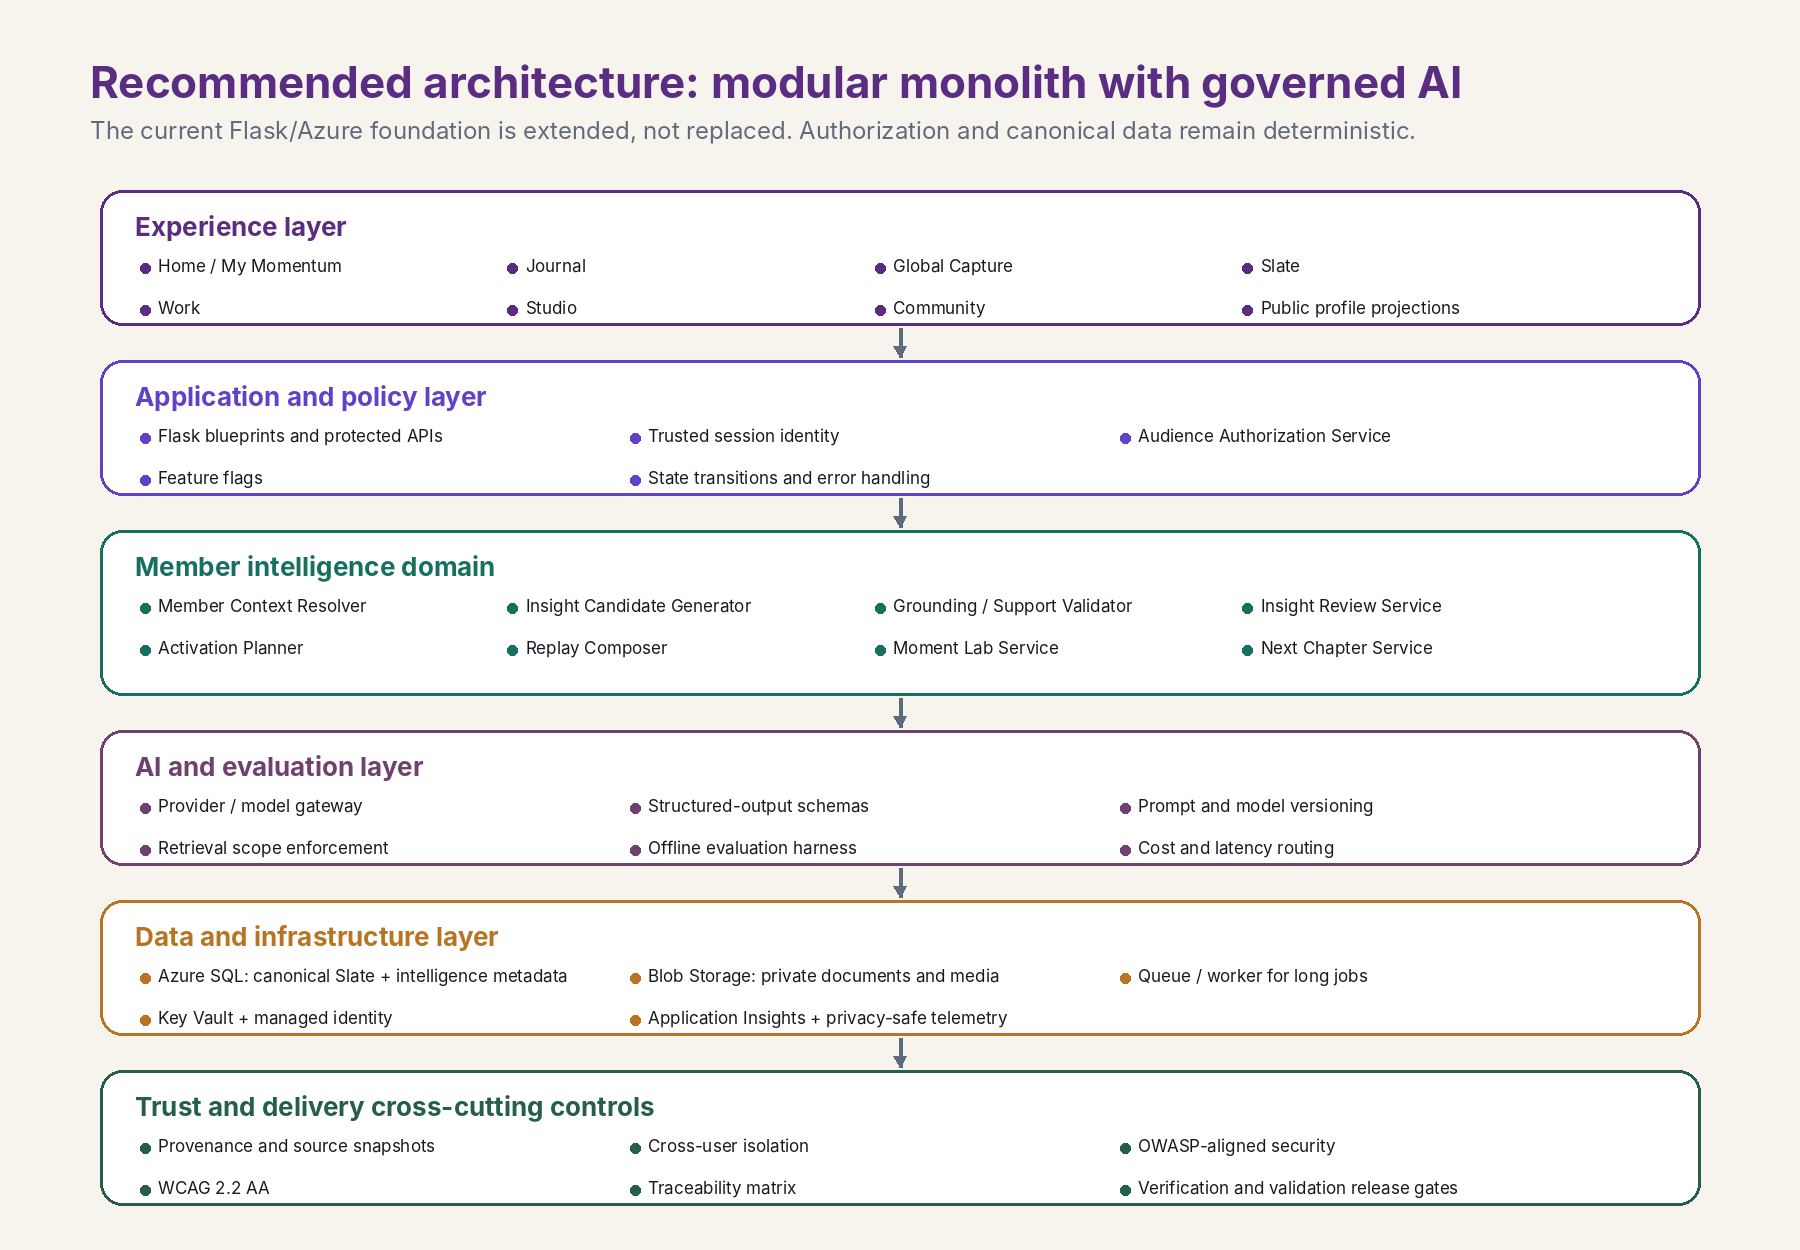 Recommended architecture: modular monolith with governed AI
The current Flask/Azure foundation is extended, not replaced. Authorization and canonical data remain deterministic.
Experience layer
Home / My Momentum
Journal
Global Capture
Slate
Work
Studio
Community
Public profile projections
Application and policy layer
Flask blueprints and protected APIs
Trusted session identity
Audience Authorization Service
Feature flags
State transitions and error handling
Member intelligence domain
Member Context Resolver
Insight Candidate Generator
Grounding / Support Validator
Insight Review Service
Activation Planner
Replay Composer
Moment Lab Service
Next Chapter Service
AI and evaluation layer
Provider / model gateway
Structured-output schemas
Prompt and model versioning
Retrieval scope enforcement
Offline evaluation harness
Cost and latency routing
Data and infrastructure layer
Azure SQL: canonical Slate + intelligence metadata
Blob Storage: private documents and media
Queue / worker for long jobs
Key Vault + managed identity
Application Insights + privacy-safe telemetry
Trust and delivery cross-cutting controls
Provenance and source snapshots
Cross-user isolation
OWASP-aligned security
WCAG 2.2 AA
Traceability matrix
Verification and validation release gates